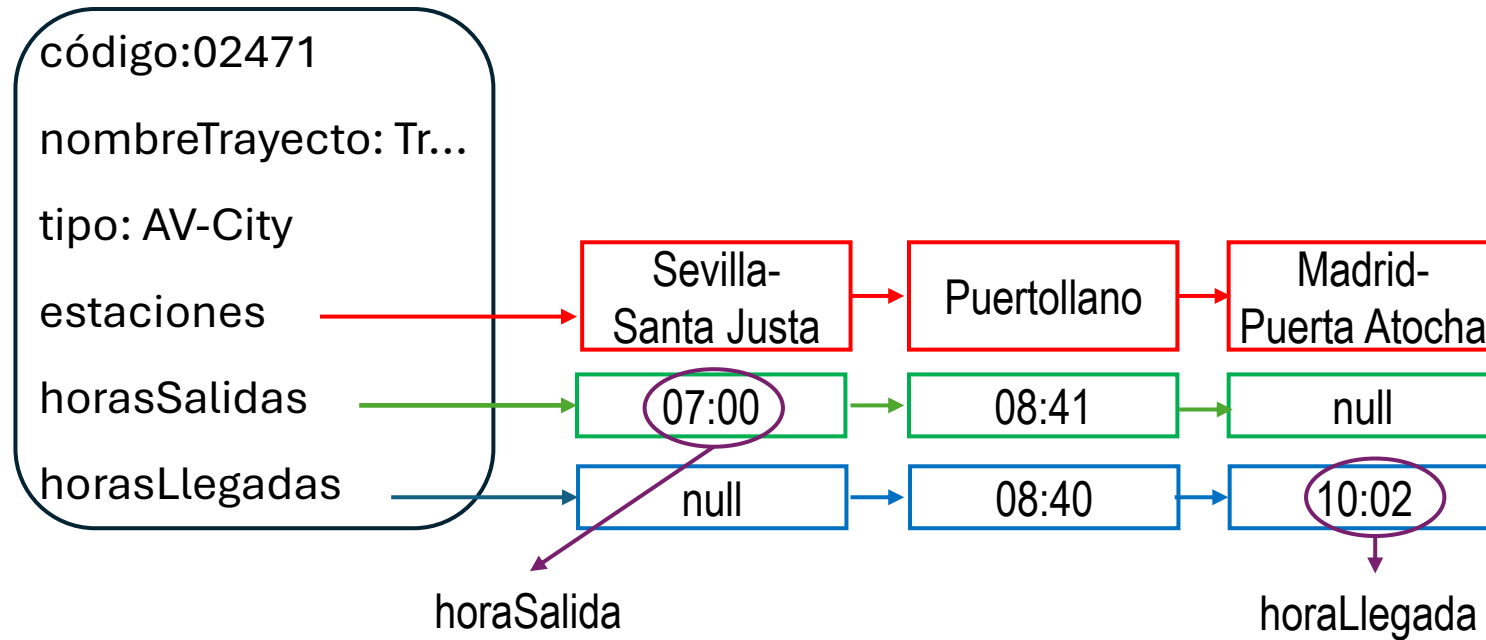 código:02471
nombreTrayecto: Tr...
tipo: AV-City
estaciones
horasSalidas
horasLlegadas
Sevilla-
Santa Justa
Puertollano
Madrid-
Puerta Atocha
07:00
08:41
null
null
08:40
10:02
horaSalida
horaLlegada